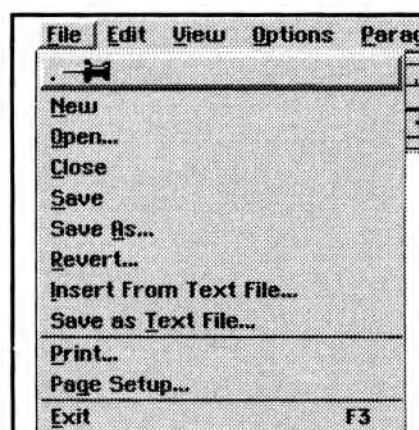 File Edit View Options Parag
New
Open...
Close
Save
Save As...
Revert...
Insert From Text File...
Save as Text File...
Print...
Page Setup...
Exit F3